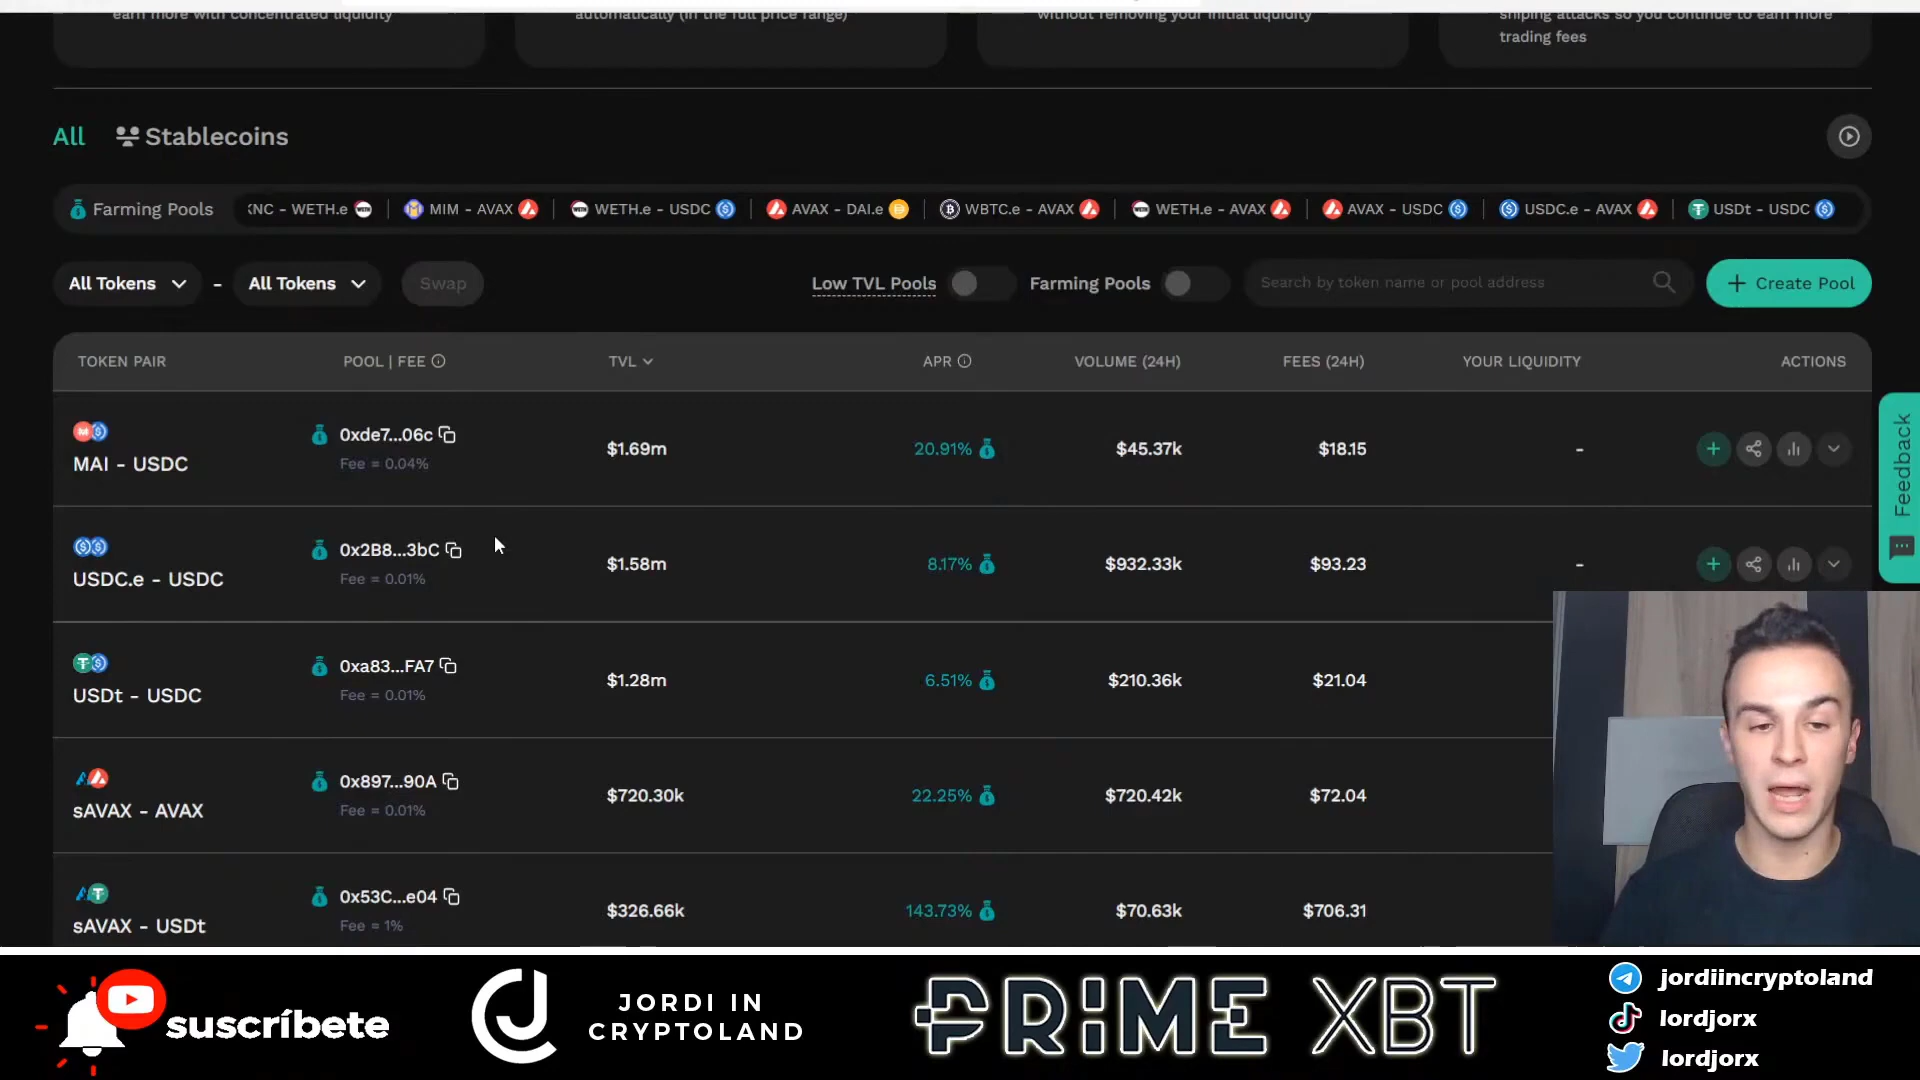 earn more with concentrated liquidity
automatically (in the full price range)
without removing your initial liquidity
sniping attacks so you continue to earn more
trading fees
All Stablecoins
Farming Pools
KNC - WETH.e | MIM - AVAX | WETH.e - USDC | AVAX - DAI.e | WBTC.e - AVAX | WETH.e - AVAX | AVAX - USDC | USDC.e - AVAX | USDt - USDC
All Tokens - All Tokens Swap Low TVL Pools Farming Pools Search by token name or pool address + Create Pool
TOKEN PAIR POOL | FEE TVL APR VOLUME (24H) FEES (24H) YOUR LIQUIDITY ACTIONS
MAI - USDC 0xde7...06c $1.69m 20.91% $45.37k $18.15 -
Fee = 0.04%
USDC.e - USDC 0x2B8...3bC $1.58m 8.17% $932.33k $93.23 -
Fee = 0.01%
USDt - USDC 0xa83...FA7 $1.28m 6.51% $210.36k $21.04
Fee = 0.01%
sAVAX - AVAX 0x897...90A $720.30k 22.25% $720.42k $72.04
Fee = 0.01%
sAVAX - USDt 0x53C...e04 $326.66k 143.73% $70.63k $706.31
Fee = 1%
Feedback
suscríbete
JORDI IN
CRYPTOLAND
PRIME XBT
jordiincryptoland
lordjorx
lordjorx